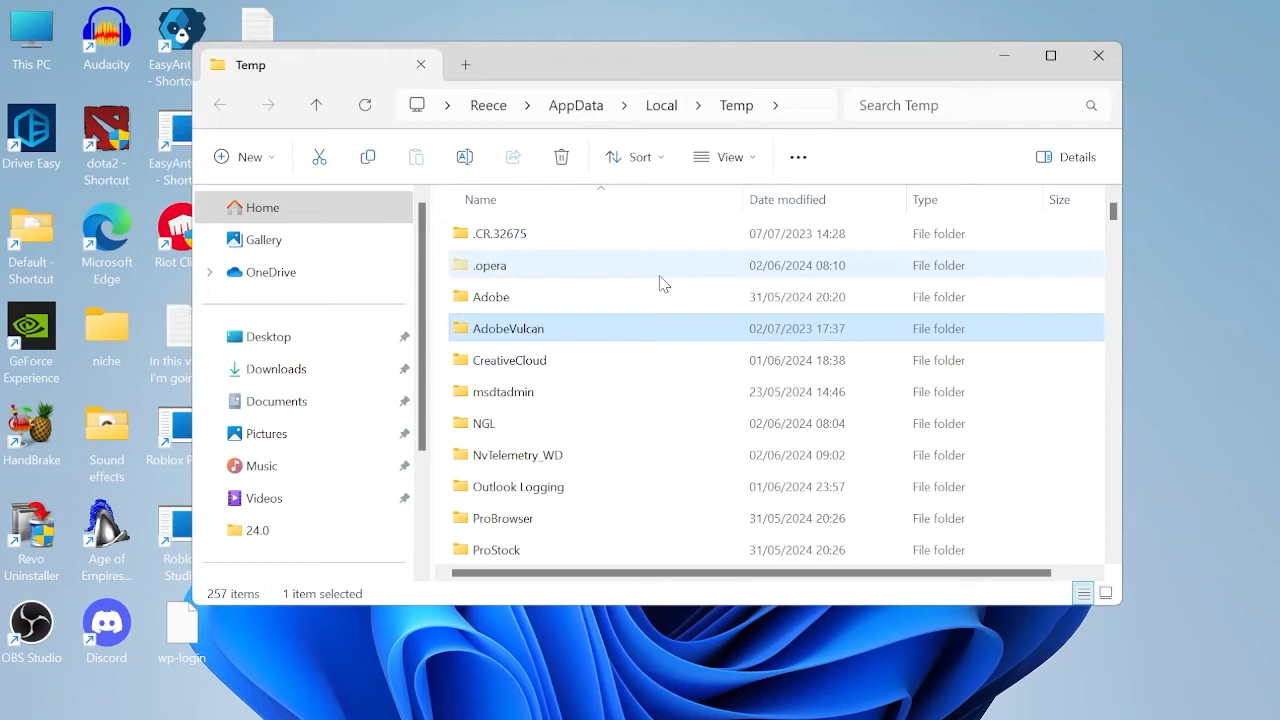 This PC
Audacity
EasyAnt
- Shortc
Driver Easy
dota2 -
Shortcut
EasyAnt
- Short
Default -
Shortcut
Microsoft
Edge
Riot Cli
GeForce
Experience
niche
In this v
I'm goi
HandBrake
Sound
effects
Roblox P
Revo
Uninstaller
Age of
Empires...
Robl
Studi
OBS Studio
Discord
wp-login
Temp
Reece > AppData > Local > Temp >
Search Temp
New
Sort
View
Details
Home
Gallery
OneDrive
Desktop
Downloads
Documents
Pictures
Music
Videos
24.0
Name Date modified Type Size
.CR.32675 07/07/2023 14:28 File folder
.opera 02/06/2024 08:10 File folder
Adobe 31/05/2024 20:20 File folder
AdobeVulcan 02/07/2023 17:37 File folder
CreativeCloud 01/06/2024 18:38 File folder
msdtadmin 23/05/2024 14:46 File folder
NGL 02/06/2024 08:04 File folder
NvTelemetry_WD 02/06/2024 09:02 File folder
Outlook Logging 01/06/2024 23:57 File folder
ProBrowser 31/05/2024 20:26 File folder
ProStock 31/05/2024 20:26 File folder
257 items 1 item selected